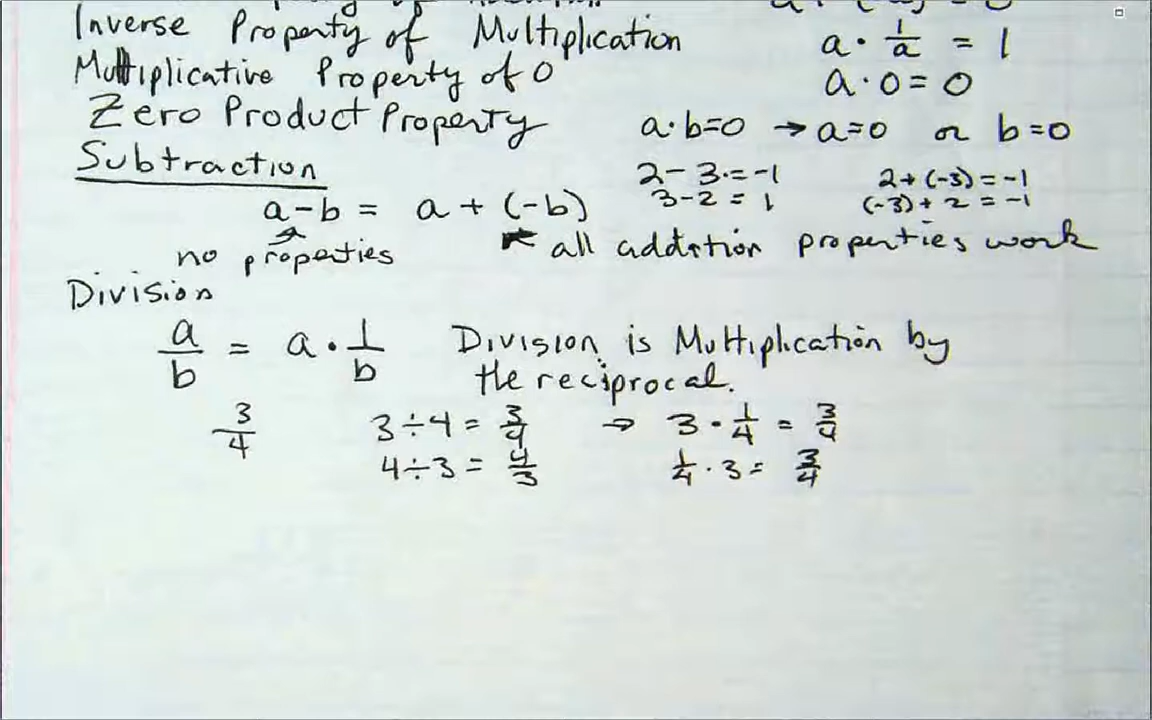 Inverse Property of Multiplication a · 1/a = 1
Multiplicative Property of 0 a · 0 = 0
Zero Product Property a · b = 0 → a = 0 or b = 0
Subtraction 2 - 3 = -1 2 + (-3) = -1
3 - 2 = 1 (-3) + 2 = -1
a - b = a + (-b)
no properties all addition properties work
Division
a/b = a · 1/b Division is Multiplication by
the reciprocal.
3/4 3 ÷ 4 = 3/4 → 3 · 1/4 = 3/4
4 ÷ 3 = 4/3 1/4 · 3 = 3/4